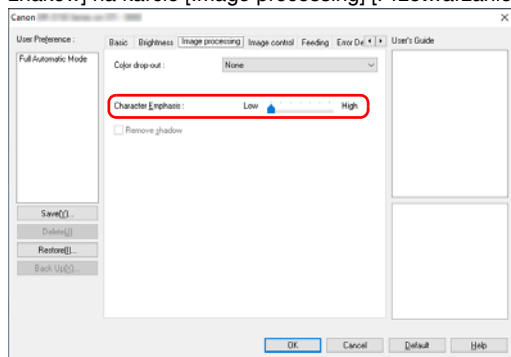 znaków] na karcie [Image processing] [Przetwarzanie
Canon
User Preference :
Full Automatic Mode
Save(Y)...
Delete(J)
Restore(I)...
Basic Brightness Image processing Image control Feeding Error De
Color drop-out : None
Character Emphasis : Low High
Remove shadow
User's Guide
OK Cancel Default Help